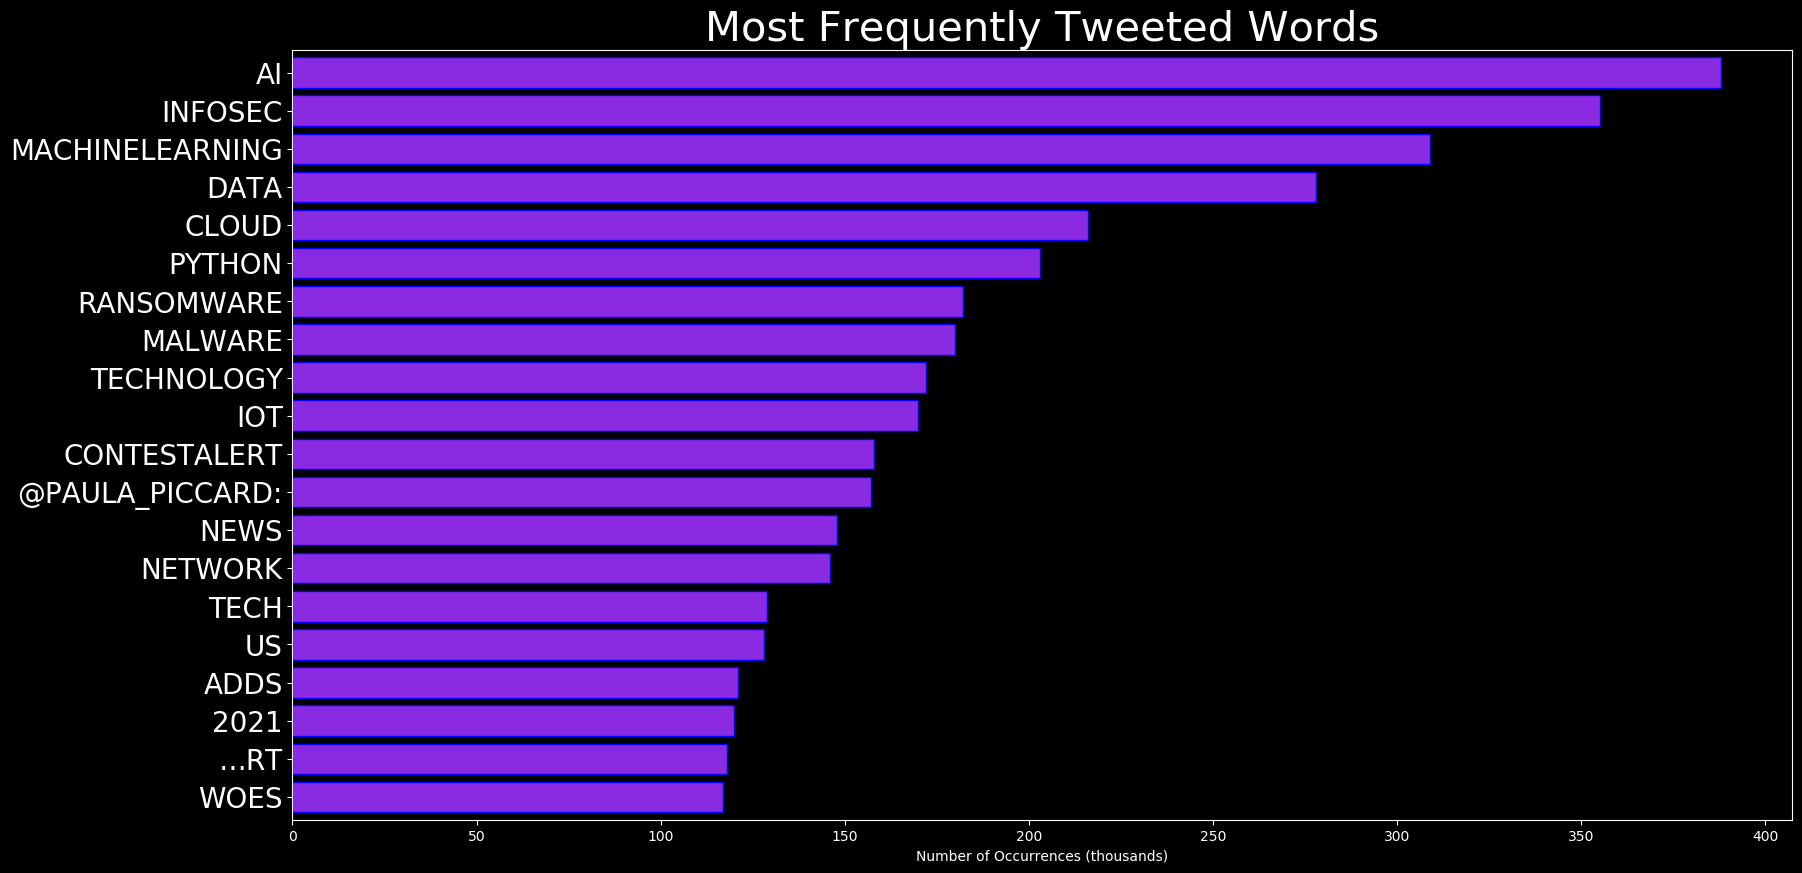 Most Frequently Tweeted Words
AI
INFOSEC
MACHINELEARNING
DATA
CLOUD
PYTHON
RANSOMWARE
MALWARE
TECHNOLOGY
IOT
CONTESTALERT
@PAULA_PICCARD:
NEWS
NETWORK
TECH
US
ADDS
2021
…RT
WOES
0 50 100 150 200 250 300 350 400
Number of Occurrences (thousands)